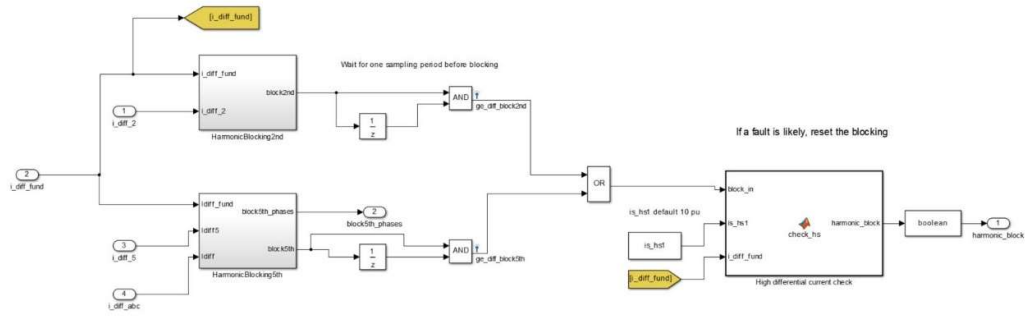 [i_diff_fund]
Wait for one sampling period before blocking
i_diff_fund
block2nd
i_diff_2
HarmonicBlocking2nd
1
i_diff_2
1
z
AND
ge_diff_block2nd
2
i_diff_fund
Idiff_fund
block5th_phases
Idiff5
block5th
Idiff
HarmonicBlocking5th
3
i_diff_5
4
i_diff_abc
2
block5th_phases
1
z
AND
ge_diff_block5th
OR
If a fault is likely, reset the blocking
is_hs1 default 10 pu
is_hs1
[i_diff_fund]
block_in
is_hs1
i_diff_fund
check_hs
harmonic_block
High differential current check
boolean
1
harmonic_block